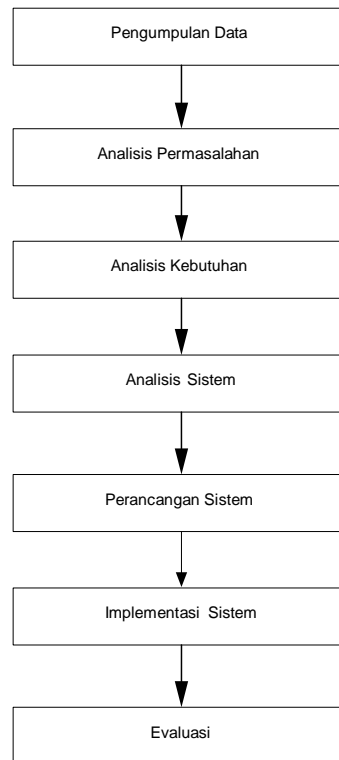 Pengumpulan Data
Analisis Permasalahan
Analisis Kebutuhan
Analisis Sistem
Perancangan Sistem
Implementasi Sistem
Evaluasi